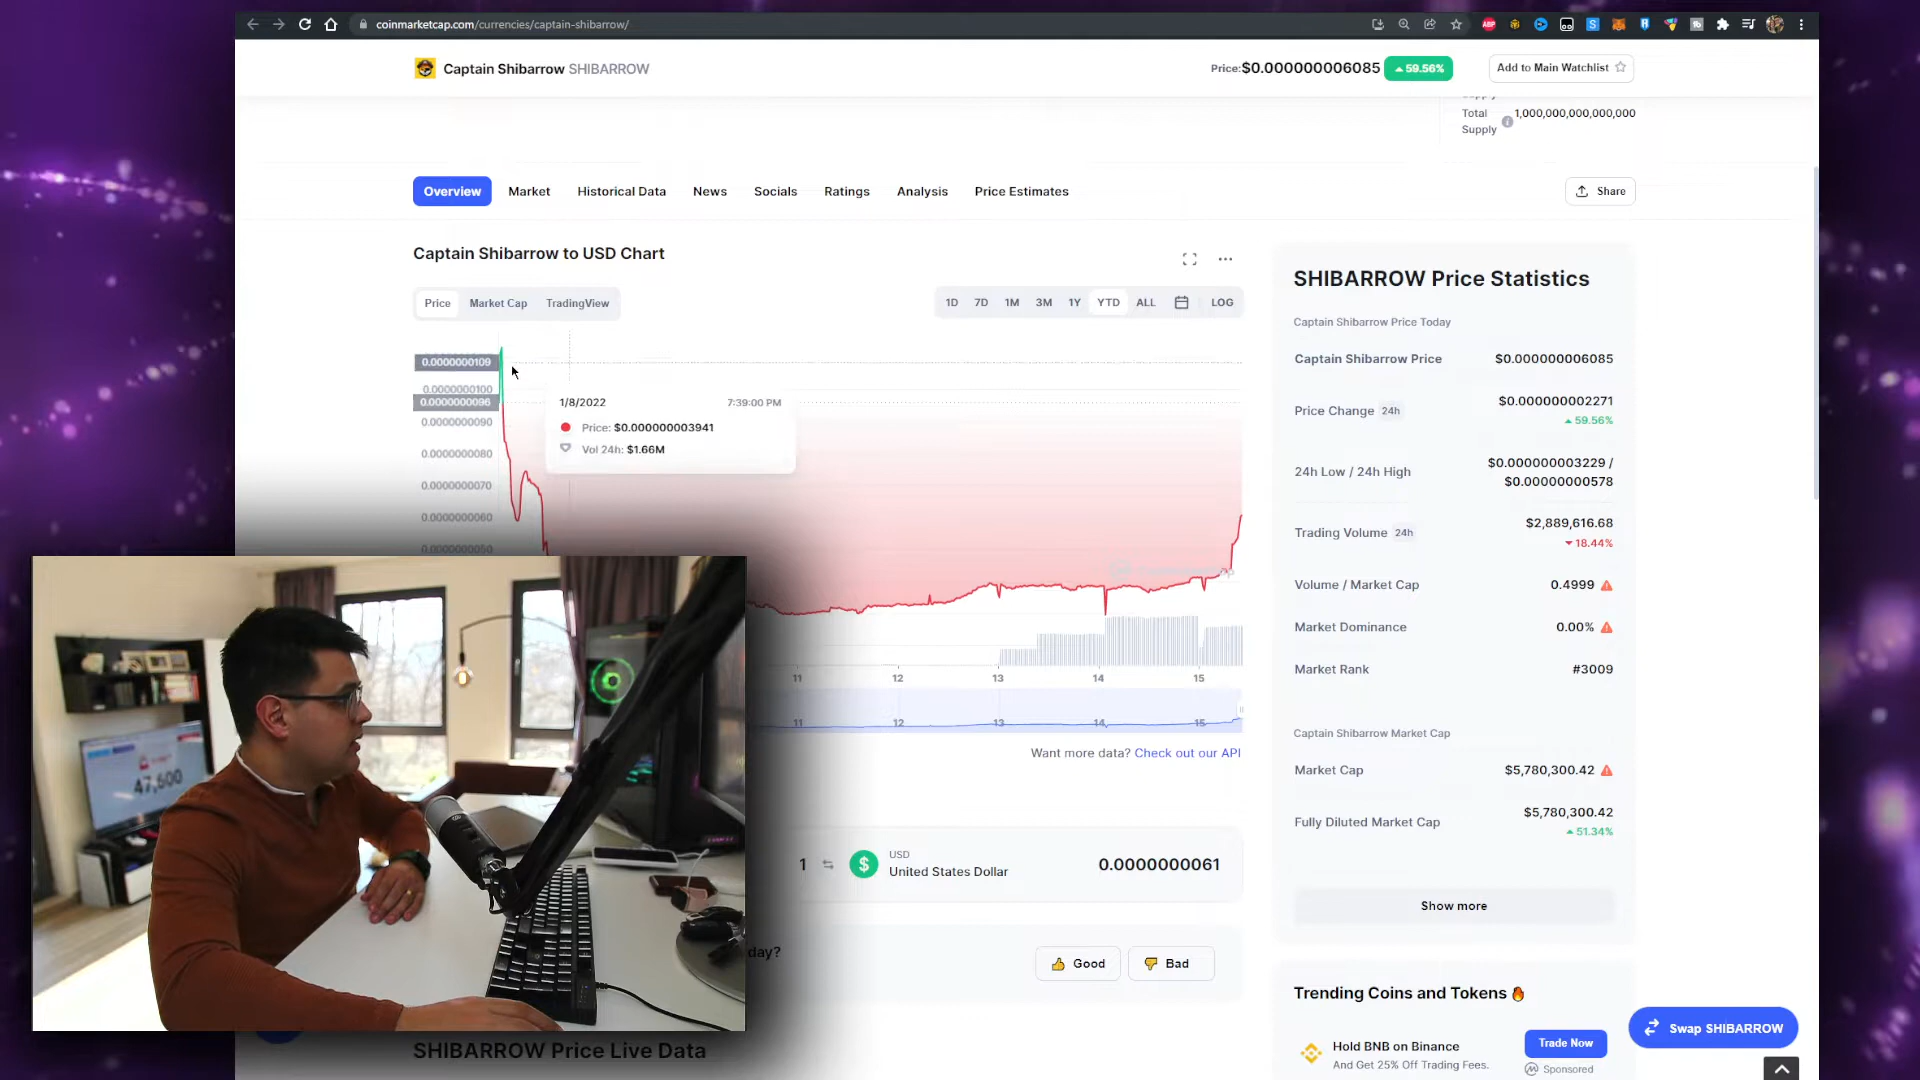 coinmarketcap.com/currencies/captain-shibarrow/
ABP
Captain Shibarrow SHIBARROW
Price:$0.000000006085 59.56%
Add to Main Watchlist
Total Supply 1,000,000,000,000,000
Overview Market Historical Data News Socials Ratings Analysis Price Estimates
Share
Captain Shibarrow to USD Chart
Price Market Cap TradingView
1D 7D 1M 3M 1Y YTD ALL LOG
0.0000000109
0.0000000100
0.0000000096
0.0000000090
0.0000000080
0.0000000070
0.0000000060
0.0000000050
1/8/2022 7:39:00 PM
Price: $0.000000003941
Vol 24h: $1.66M
11 12 13 14 15
11 12 13 14 15
Want more data? Check out our API
47,600
1
USD
United States Dollar
0.0000000061
day?
Good
Bad
SHIBARROW Price Live Data
SHIBARROW Price Statistics
Captain Shibarrow Price Today
Captain Shibarrow Price $0.000000006085
Price Change 24h $0.000000002271
59.56%
24h Low / 24h High $0.000000003229 /
$0.00000000578
Trading Volume 24h $2,889,616.68
18.44%
Volume / Market Cap 0.4999
Market Dominance 0.00%
Market Rank #3009
Captain Shibarrow Market Cap
Market Cap $5,780,300.42
Fully Diluted Market Cap $5,780,300.42
51.34%
Show more
Trending Coins and Tokens
Hold BNB on Binance
And Get 25% Off Trading Fees.
Trade Now
Sponsored
Swap SHIBARROW